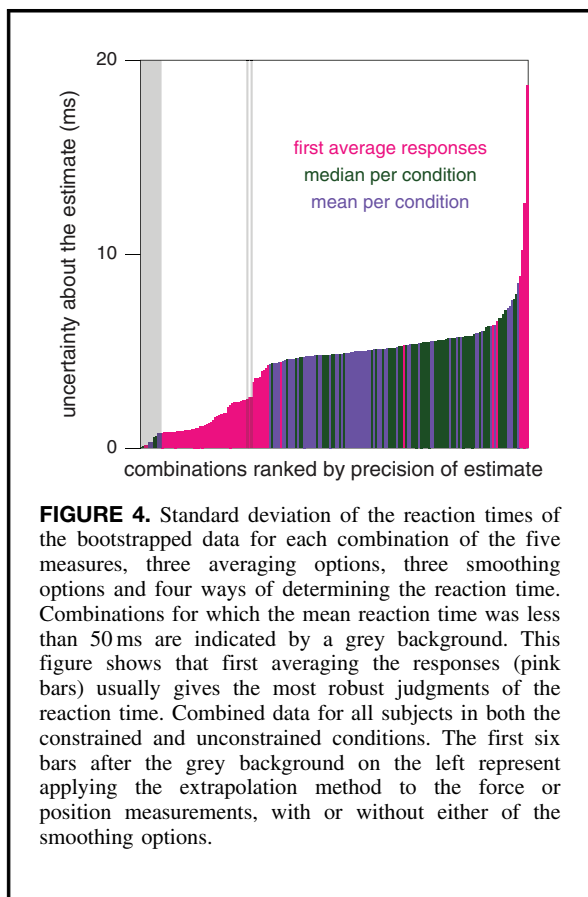 20
10
0
uncertainty about the estimate (ms)
first average responses
median per condition
mean per condition
combinations ranked by precision of estimate
FIGURE 4. Standard deviation of the reaction times of
the bootstrapped data for each combination of the five
measures, three averaging options, three smoothing
options and four ways of determining the reaction time.
Combinations for which the mean reaction time was less
than 50 ms are indicated by a grey background. This
figure shows that first averaging the responses (pink
bars) usually gives the most robust judgments of the
reaction time. Combined data for all subjects in both the
constrained and unconstrained conditions. The first six
bars after the grey background on the left represent
applying the extrapolation method to the force or
position measurements, with or without either of the
smoothing options.